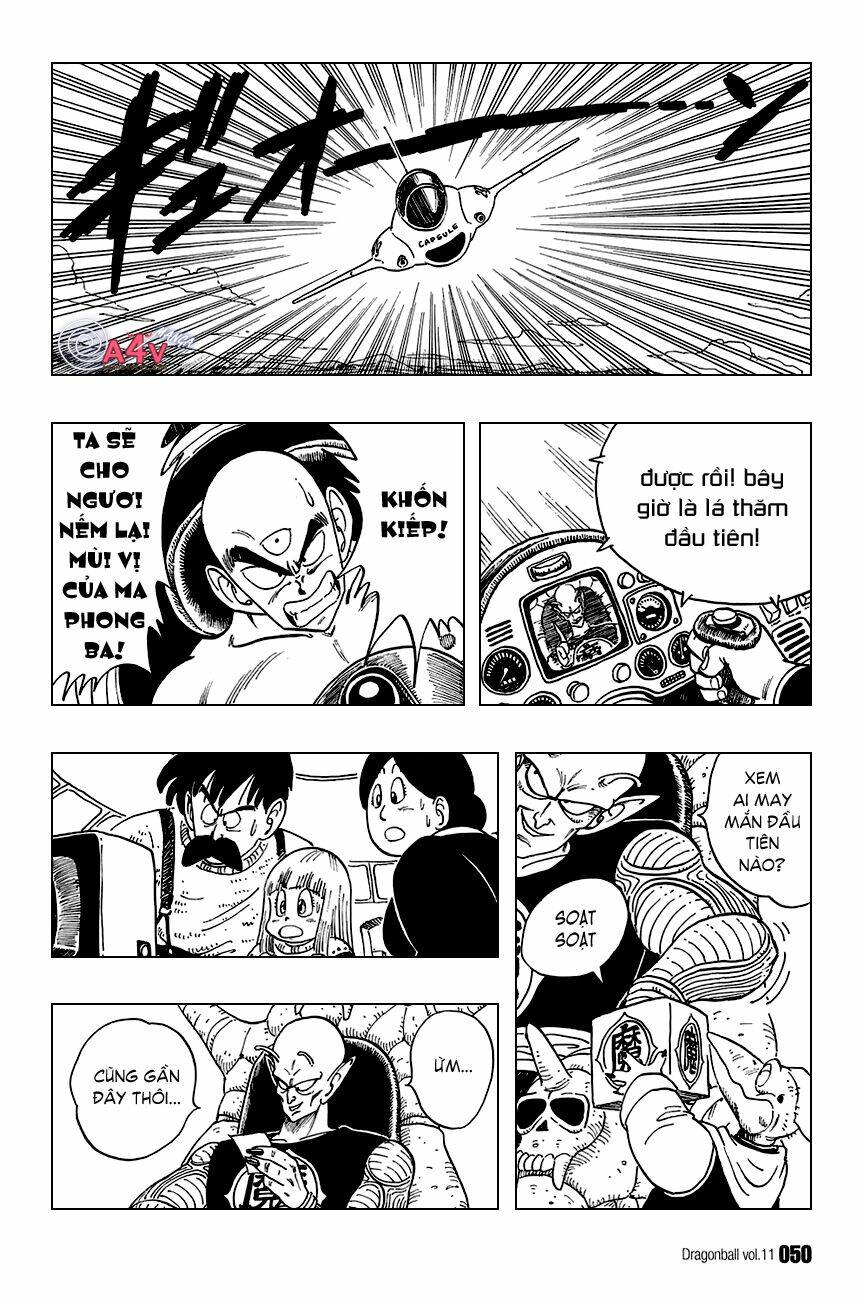 ギュオーン
CAPSULE
A4V
được rồi! bây
giờ là lá thăm
đầu tiên!
KHỐN
KIẾP!
TA SẼ
CHO
NGƯƠI
NẾM LẠI
MÙI VỊ
CỦA MA
PHONG
BA!
XEM
AI MAY
MẮN ĐẦU
TIÊN
NÀO?
SOẠT
SOẠT
魔
ỪM...
CŨNG GẦN
ĐÂY THÔI...
魔
Dragonball vol.11 050